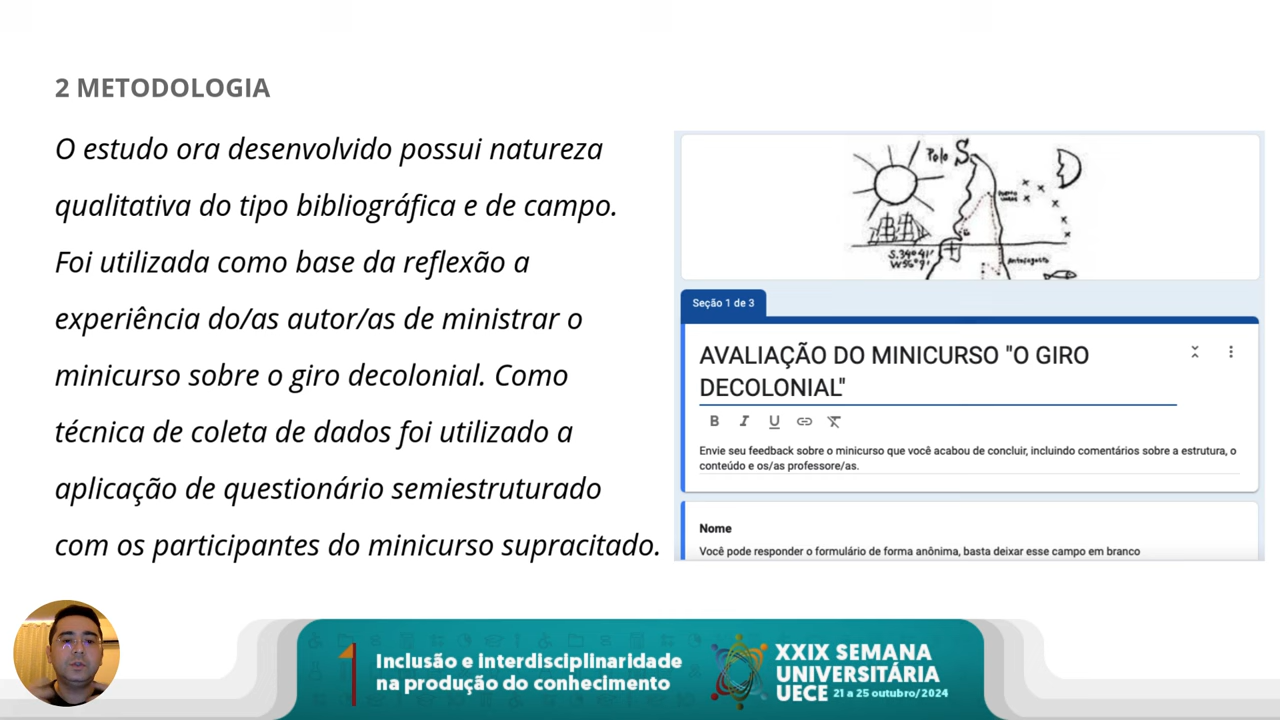 2 METODOLOGIA
O estudo ora desenvolvido possui natureza
qualitativa do tipo bibliográfica e de campo.
Foi utilizada como base da reflexão a
experiência do/as autor/as de ministrar o
minicurso sobre o giro decolonial. Como
técnica de coleta de dados foi utilizado a
aplicação de questionário semiestruturado
com os participantes do minicurso supracitado.
Polo S.
S.34º41'
W56º9'
Antofagasta
Seção 1 de 3
AVALIAÇÃO DO MINICURSO "O GIRO
DECOLONIAL"
B I U
Envie seu feedback sobre o minicurso que você acabou de concluir, incluindo comentários sobre a estrutura, o
conteúdo e os/as professore/as.
Nome
Você pode responder o formulário de forma anônima, basta deixar esse campo em branco
Inclusão e interdisciplinaridade
na produção do conhecimento
XXIX SEMANA
UNIVERSITÁRIA
UECE 21 a 25 outubro/2024